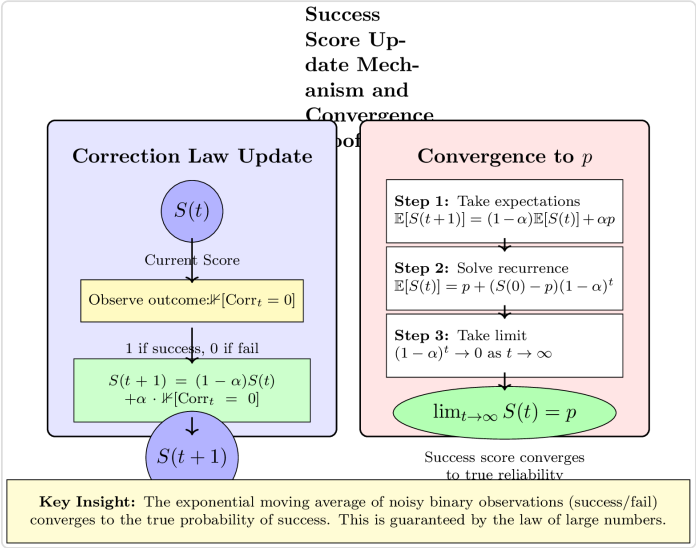 Success
Score Up-
date Mech-
anism and
Convergence
oof
Correction Law Update
S(t)
Current Score
Observe outcome:⊮[Corrₜ = 0]
1 if success, 0 if fail
S(t + 1) = (1 − α)S(t)
+α · ⊮[Corrₜ = 0]
S(t + 1)
Convergence to p
Step 1: Take expectations
𝔼[S(t+1)] = (1−α)𝔼[S(t)]+αp
Step 2: Solve recurrence
𝔼[S(t)] = p + (S(0) − p)(1 − α)ᵗ
Step 3: Take limit
(1 − α)ᵗ → 0 as t → ∞
limₜ→∞ S(t) = p
Success score converges
to true reliability
Key Insight: The exponential moving average of noisy binary observations (success/fail)
converges to the true probability of success. This is guaranteed by the law of large numbers.